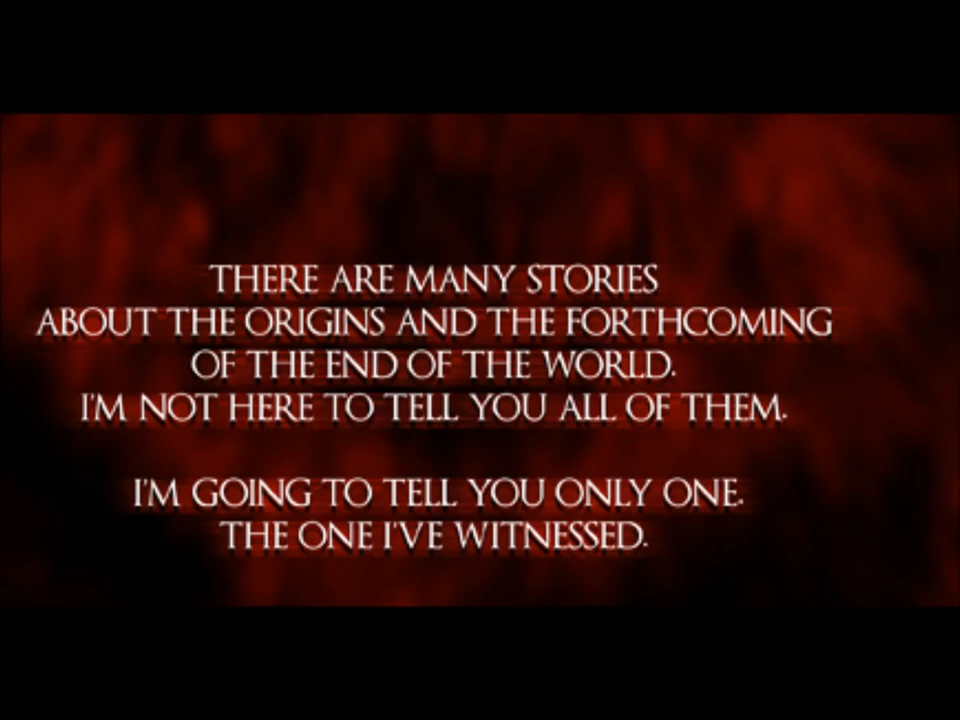 THERE ARE MANY STORIES
ABOUT THE ORIGINS AND THE FORTHCOMING
OF THE END OF THE WORLD.
I'M NOT HERE TO TELL YOU ALL OF THEM.
I'M GOING TO TELL YOU ONLY ONE.
THE ONE I'VE WITNESSED.